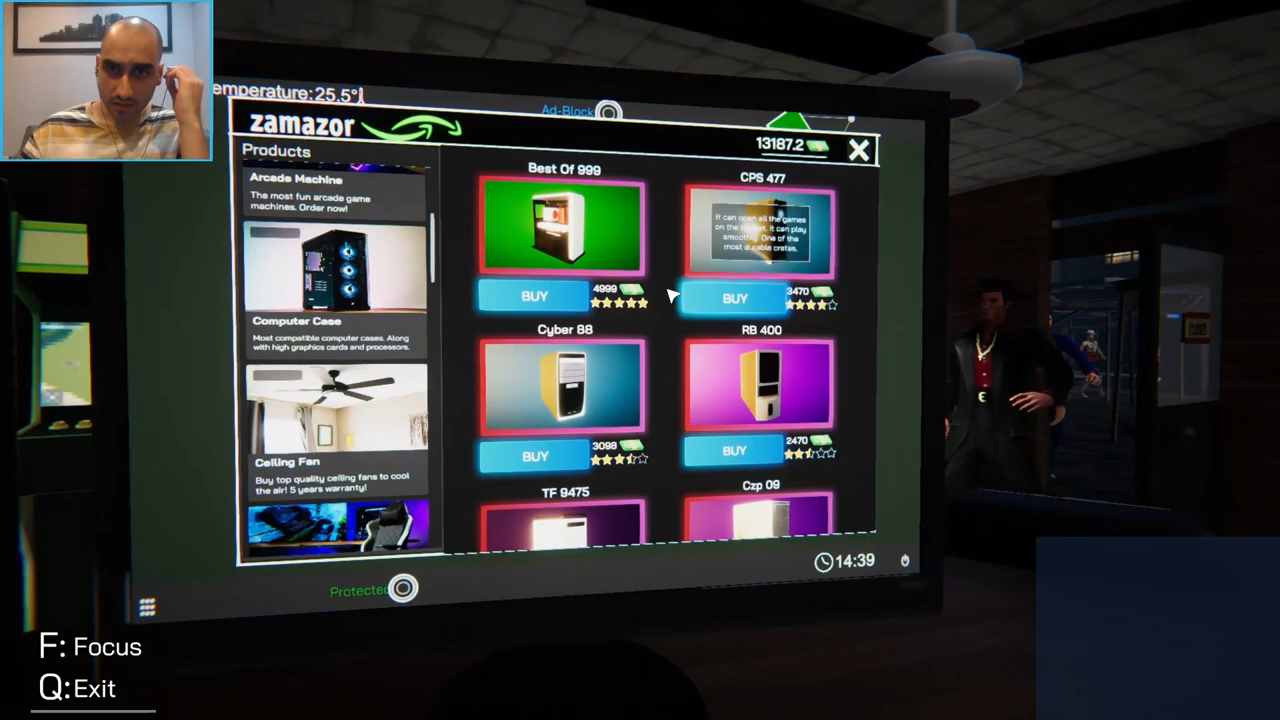 emperature:25.5°
Ad-Block
zamazor
13187.2
Products
Arcade Machine
The most fun arcade game
machines. Order now!
Computer Case
Most compatible computer cases. Along
with high graphics cards and processors.
Ceiling Fan
Buy top quality ceiling fans to cool
the air! 5 years warranty!
Best Of 999
BUY
4999
CPS 477
It can open all the games
on the market. It can play
smoothly. One of the
most durable crates.
BUY
3470
Cyber 88
BUY
3098
RB 400
BUY
2470
TF 9475
Czp 09
14:39
Protected
CLOSED
F: Focus
Q:Exit